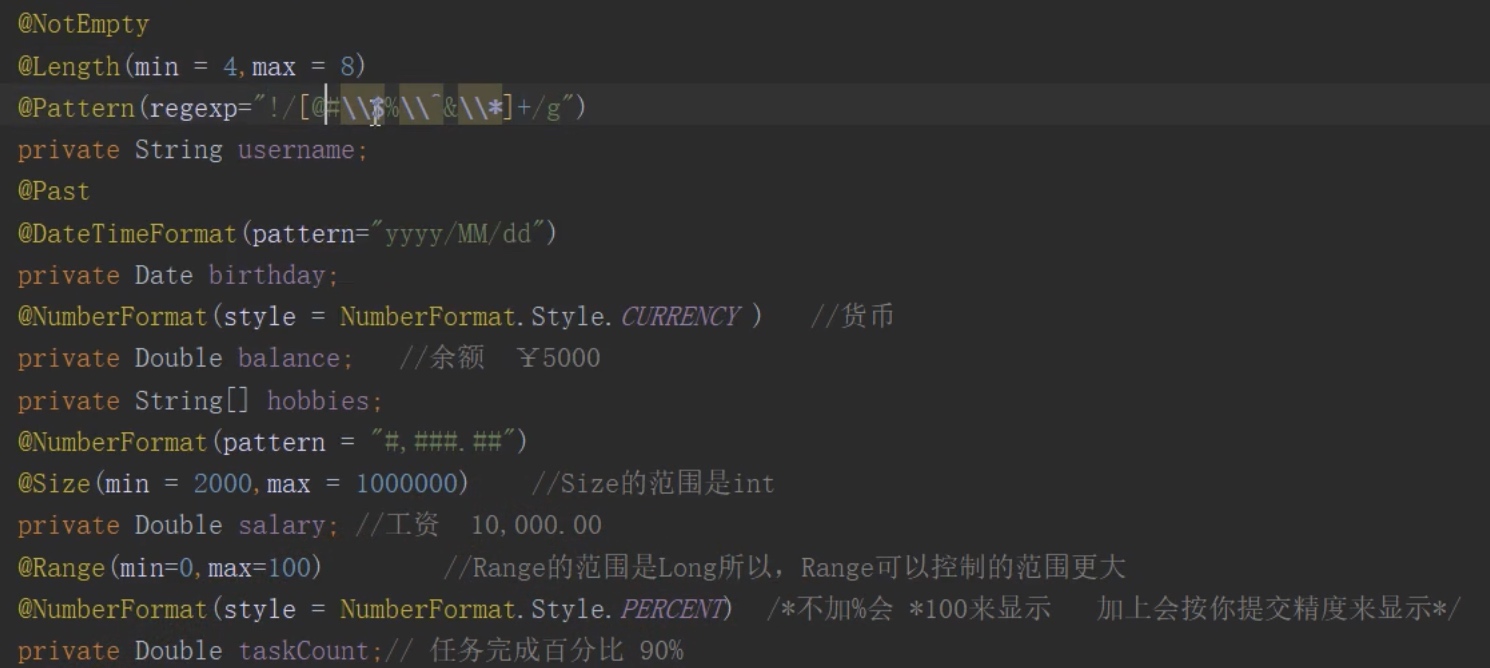 @NotEmpty
@Length(min = 4,max = 8)
@Pattern(regexp="!/[@#\\$%\\^&\\*]+/g")
private String username;
@Past
@DateTimeFormat(pattern="yyyy/MM/dd")
private Date birthday;
@NumberFormat(style = NumberFormat.Style.CURRENCY )   //货币
private Double balance;   //余额  ￥5000
private String[] hobbies;
@NumberFormat(pattern = "#,###.##")
@Size(min = 2000,max = 1000000)    //Size的范围是int
private Double salary; //工资  10,000.00
@Range(min=0,max=100)        //Range的范围是Long所以，Range可以控制的范围更大
@NumberFormat(style = NumberFormat.Style.PERCENT)  /*不加%会 *100来显示   加上会按你提交精度来显示*/
private Double taskCount;// 任务完成百分比 90%